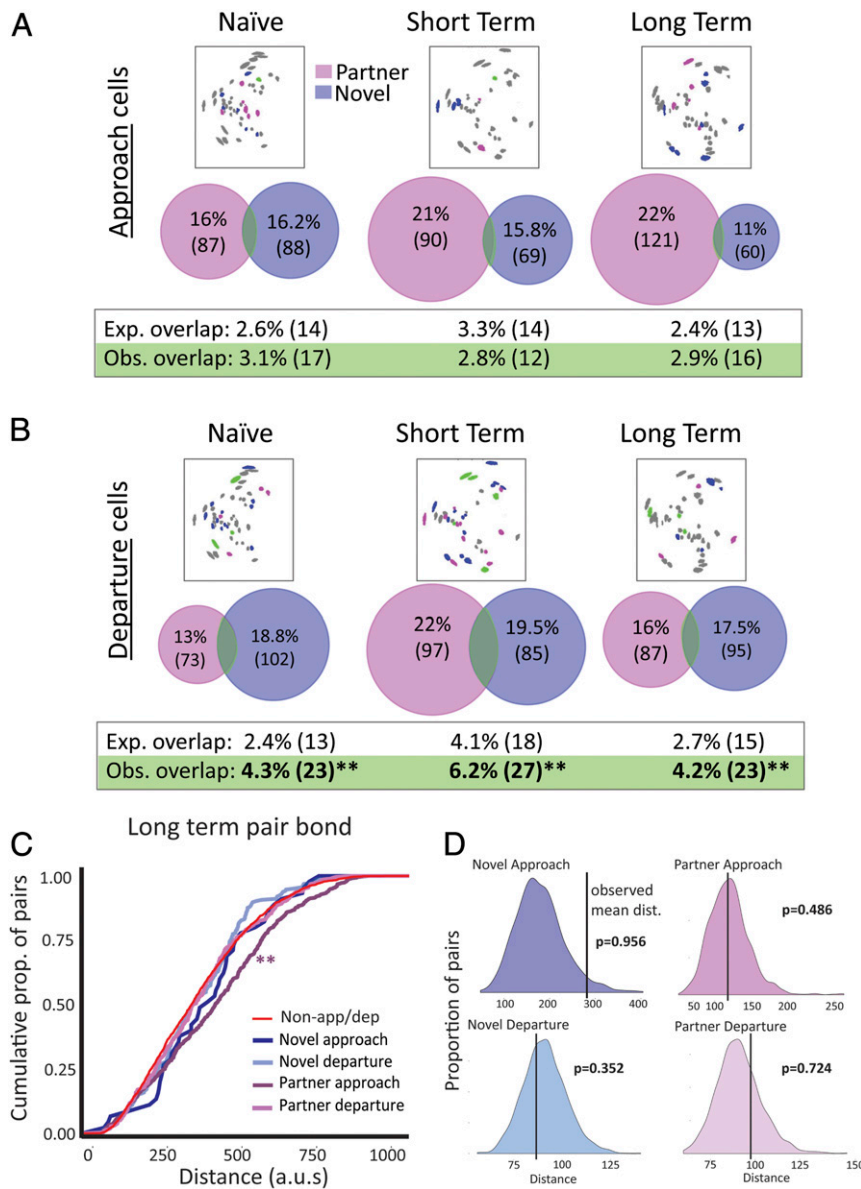 A
Naïve
Short Term
Long Term
Partner
Novel
Approach cells
16%
(87)
16.2%
(88)
21%
(90)
15.8%
(69)
22%
(121)
11%
(60)
Exp. overlap: 2.6% (14) 3.3% (14) 2.4% (13)
Obs. overlap: 3.1% (17) 2.8% (12) 2.9% (16)
B
Naïve
Short Term
Long Term
Departure cells
13%
(73)
18.8%
(102)
22%
(97)
19.5%
(85)
16%
(87)
17.5%
(95)
Exp. overlap: 2.4% (13) 4.1% (18) 2.7% (15)
Obs. overlap: 4.3% (23)** 6.2% (27)** 4.2% (23)**
C
Long term pair bond
Cumulative prop. of pairs
1.00
0.75
0.50
0.25
0.00
**
Non-app/dep
Novel approach
Novel departure
Partner approach
Partner departure
0 250 500 750 1000
Distance (a.u.s)
D
Proportion of pairs
Novel Approach
observed
mean dist.
p=0.956
100 200 300 400
Partner Approach
p=0.486
50 100 150 200 250
Novel Departure
p=0.352
75 100 125
Distance
Partner Departure
p=0.724
75 100 125 150
Distance